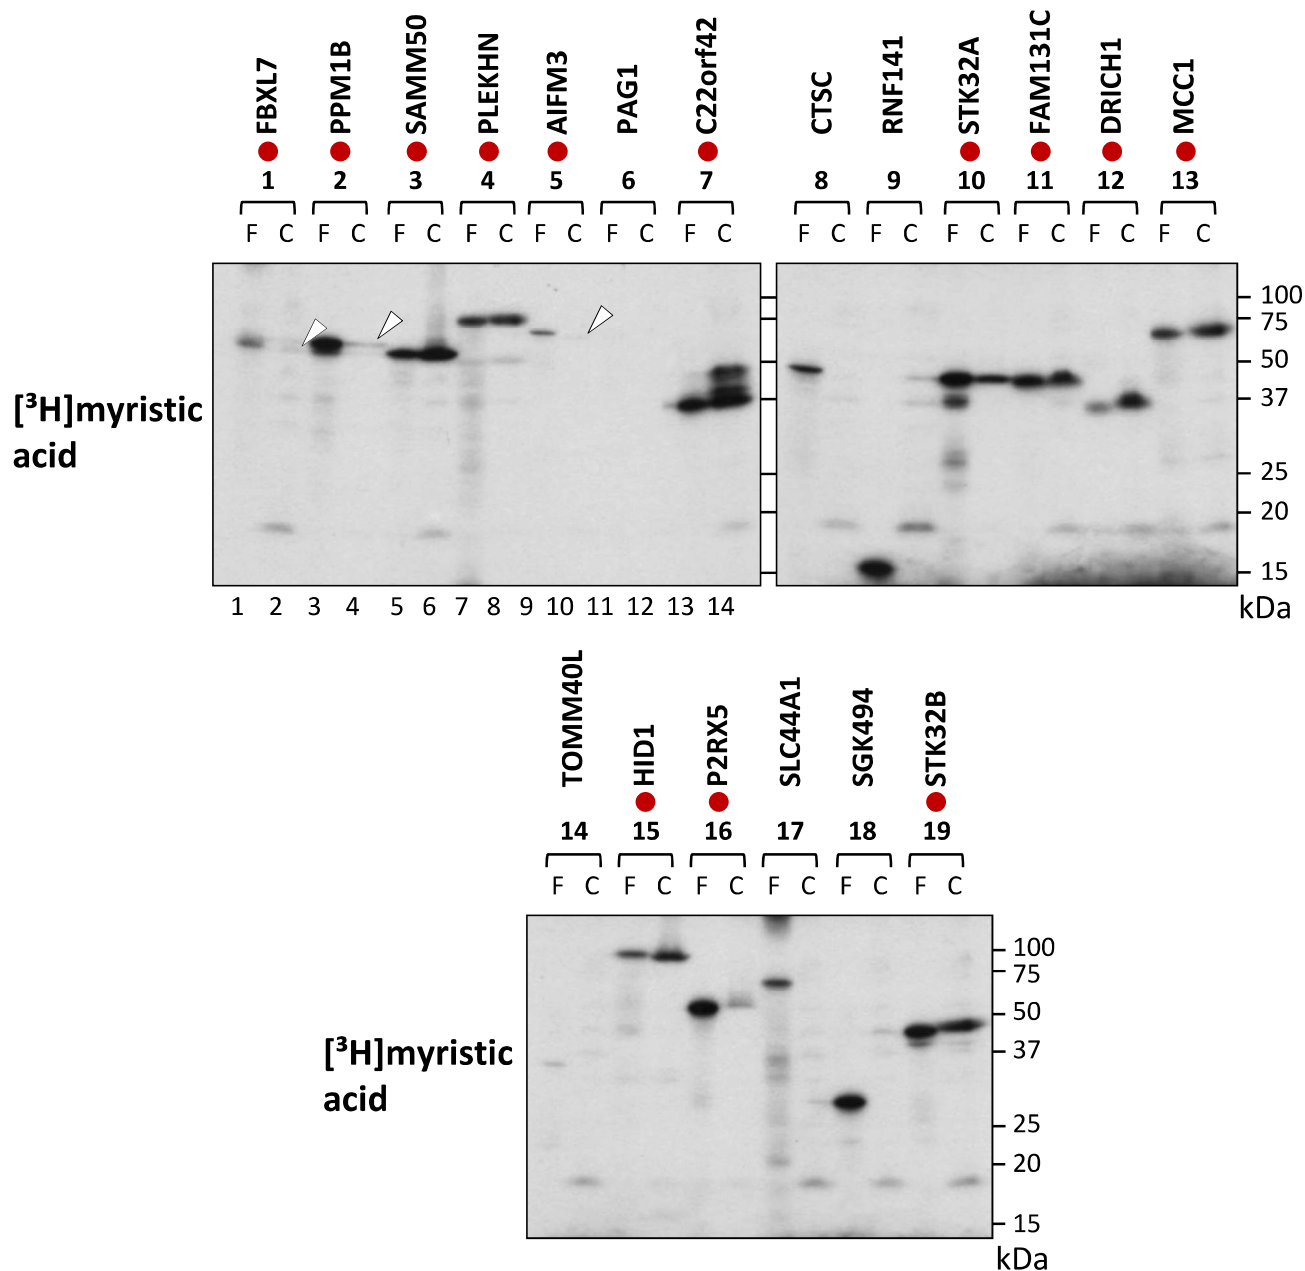 FBXL7 PPM1B SAMM50 PLEKHN AIFM3 PAG1 C22orf42 CTSC RNF141 STK32A FAM131C DRICH1 MCC1
1 2 3 4 5 6 7 8 9 10 11 12 13
F C F C F C F C F C F C F C F C F C F C F C F C F C
[³H]myristic
acid
100
75
50
37
25
20
15
kDa
1 2 3 4 5 6 7 8 9 10 11 12 13 14
TOMM40L HID1 P2RX5 SLC44A1 SGK494 STK32B
14 15 16 17 18 19
F C F C F C F C F C F C
[³H]myristic
acid
100
75
50
37
25
20
15
kDa